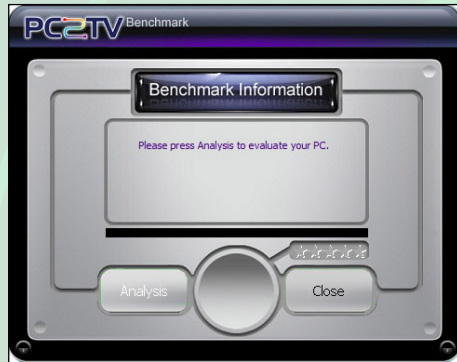 PC2TV Benchmark
Benchmark Information
Please press Analysis to evaluate your PC.
Analysis
Close